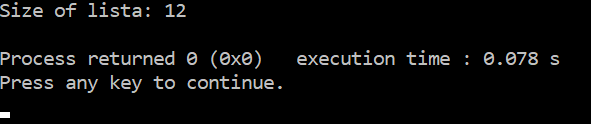 Size of lista: 12
Process returned 0 (0x0)   execution time : 0.078 s
Press any key to continue.